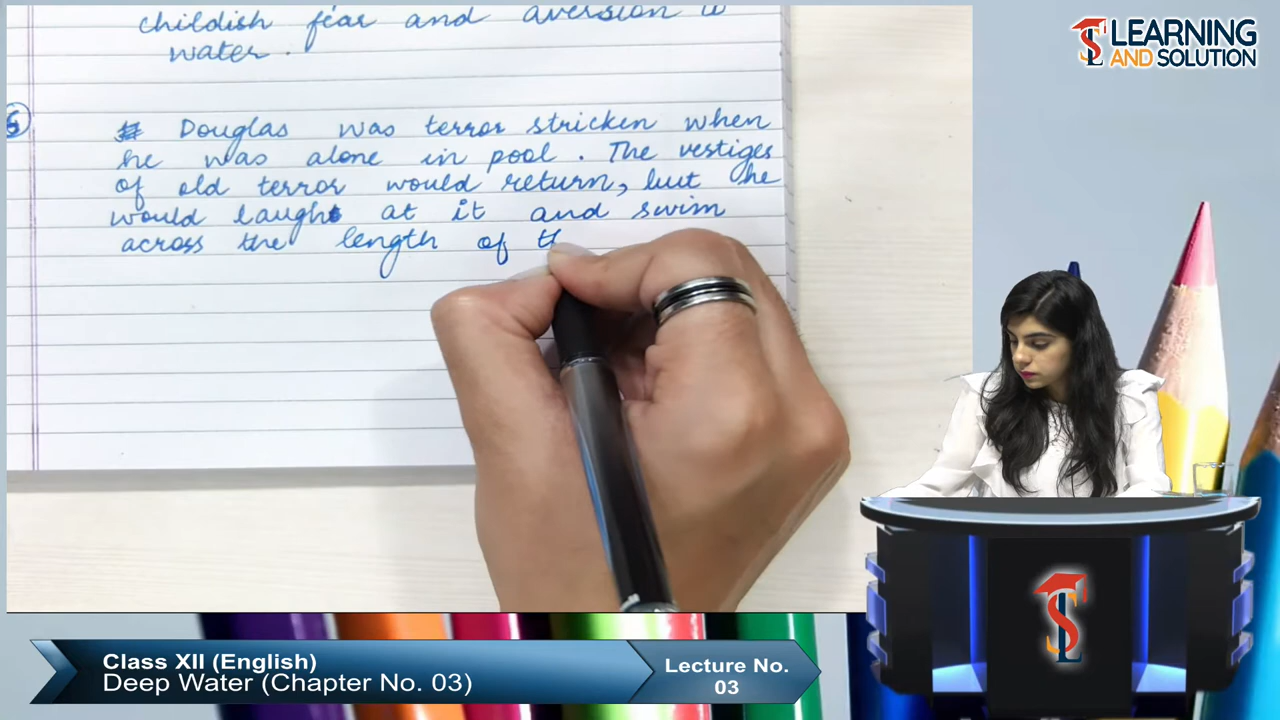 childish fear and aversion to
water.
LEARNING
AND SOLUTION
Douglas was terror stricken when
he was alone in pool. The vestiges
of old terror would return, but he
would laugh at it and swim
across the length of th
Class XII (English)
Deep Water (Chapter No. 03)
Lecture No.
03